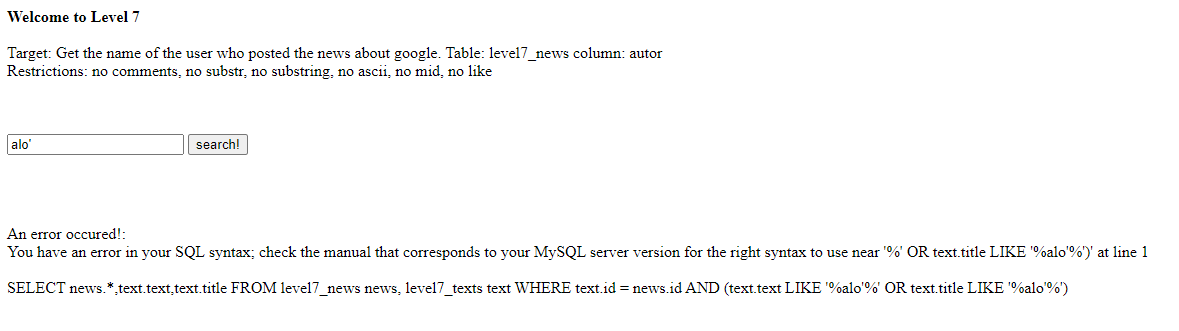 Welcome to Level 7
Target: Get the name of the user who posted the news about google. Table: level7_news column: autor
Restrictions: no comments, no substr, no substring, no ascii, no mid, no like
alo' search!
An error occured!:
You have an error in your SQL syntax; check the manual that corresponds to your MySQL server version for the right syntax to use near '%' OR text.title LIKE '%alo'%')' at line 1
SELECT news.*,text.text,text.title FROM level7_news news, level7_texts text WHERE text.id = news.id AND (text.text LIKE '%alo'%' OR text.title LIKE '%alo'%')